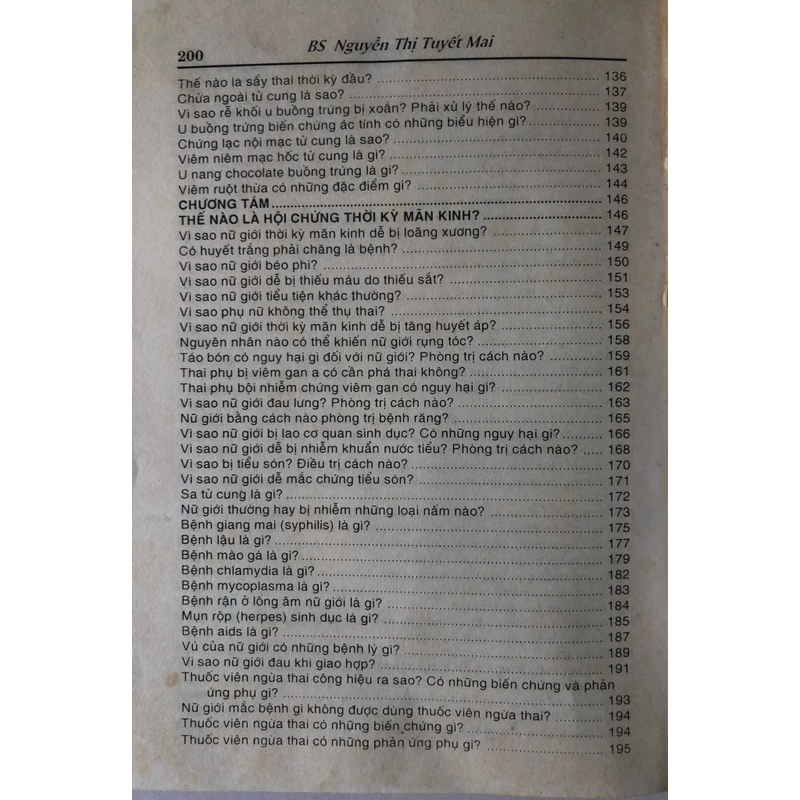 200 BS Nguyễn Thị Tuyết Mai
Thế nào là sẩy thai thời kỳ đầu? 136
Chửa ngoài tử cung là sao? 137
Vì sao rễ khối u buồng trứng bị xoắn? Phải xử lý thế nào? 139
U buồng trứng biến chứng ác tính có những biểu hiện gì? 139
Chứng lạc nội mạc tử cung là sao? 140
Viêm niêm mạc hốc tử cung là gì? 142
U nang chocolate buồng trứng là gì? 143
Viêm ruột thừa có những đặc điểm gì? 144
CHƯƠNG TÁM 146
THẾ NÀO LÀ HỘI CHỨNG THỜI KỲ MÃN KINH? 146
Vì sao nữ giới thời kỳ mãn kinh dễ bị loãng xương? 147
Có huyết trắng phải chăng là bệnh? 149
Vì sao nữ giới béo phì? 150
Vì sao nữ giới dễ bị thiếu máu do thiếu sắt? 151
Vì sao nữ giới tiểu tiện khác thường? 153
Vì sao phụ nữ không thể thụ thai? 154
Vì sao nữ giới thời kỳ mãn kinh dễ bị tăng huyết áp? 156
Nguyên nhân nào có thể khiến nữ giới rụng tóc? 158
Táo bón có nguy hại gì đối với nữ giới? Phòng trị cách nào? 159
Thai phụ bị viêm gan a có cần phá thai không? 161
Thai phụ bội nhiễm chứng viêm gan có nguy hại gì? 162
Vì sao nữ giới đau lưng? Phòng trị cách nào? 163
Nữ giới bằng cách nào phòng trị bệnh răng? 165
Vì sao nữ giới bị lao cơ quan sinh dục? Có những nguy hại gì? 166
Vì sao nữ giới dễ bị nhiễm khuẩn nước tiểu? Phòng trị cách nào? 168
Vì sao bị tiểu són? Điều trị cách nào? 170
Vì sao nữ giới dễ mắc chứng tiểu són? 171
Sa tử cung là gì? 172
Nữ giới thường hay bị nhiễm những loại nấm nào? 173
Bệnh giang mai (syphilis) là gì? 175
Bệnh lậu là gì? 177
Bệnh mào gà là gì? 179
Bệnh chlamydia là gì? 182
Bệnh mycoplasma là gì? 183
Bệnh rận ở lông âm nữ giới là gì? 184
Mụn rộp (herpes) sinh dục là gì? 185
Bệnh aids là gì? 187
Vú của nữ giới có những bệnh lý gì? 189
Vì sao nữ giới đau khi giao hợp? 191
Thuốc viên ngừa thai công hiệu ra sao? Có những biến chứng và phản
ứng phụ gì? 193
Nữ giới mắc bệnh gì không được dùng thuốc viên ngừa thai? 194
Thuốc viên ngừa thai có những biến chứng gì? 194
Thuốc viên ngừa thai có những phản ứng phụ gì? 195